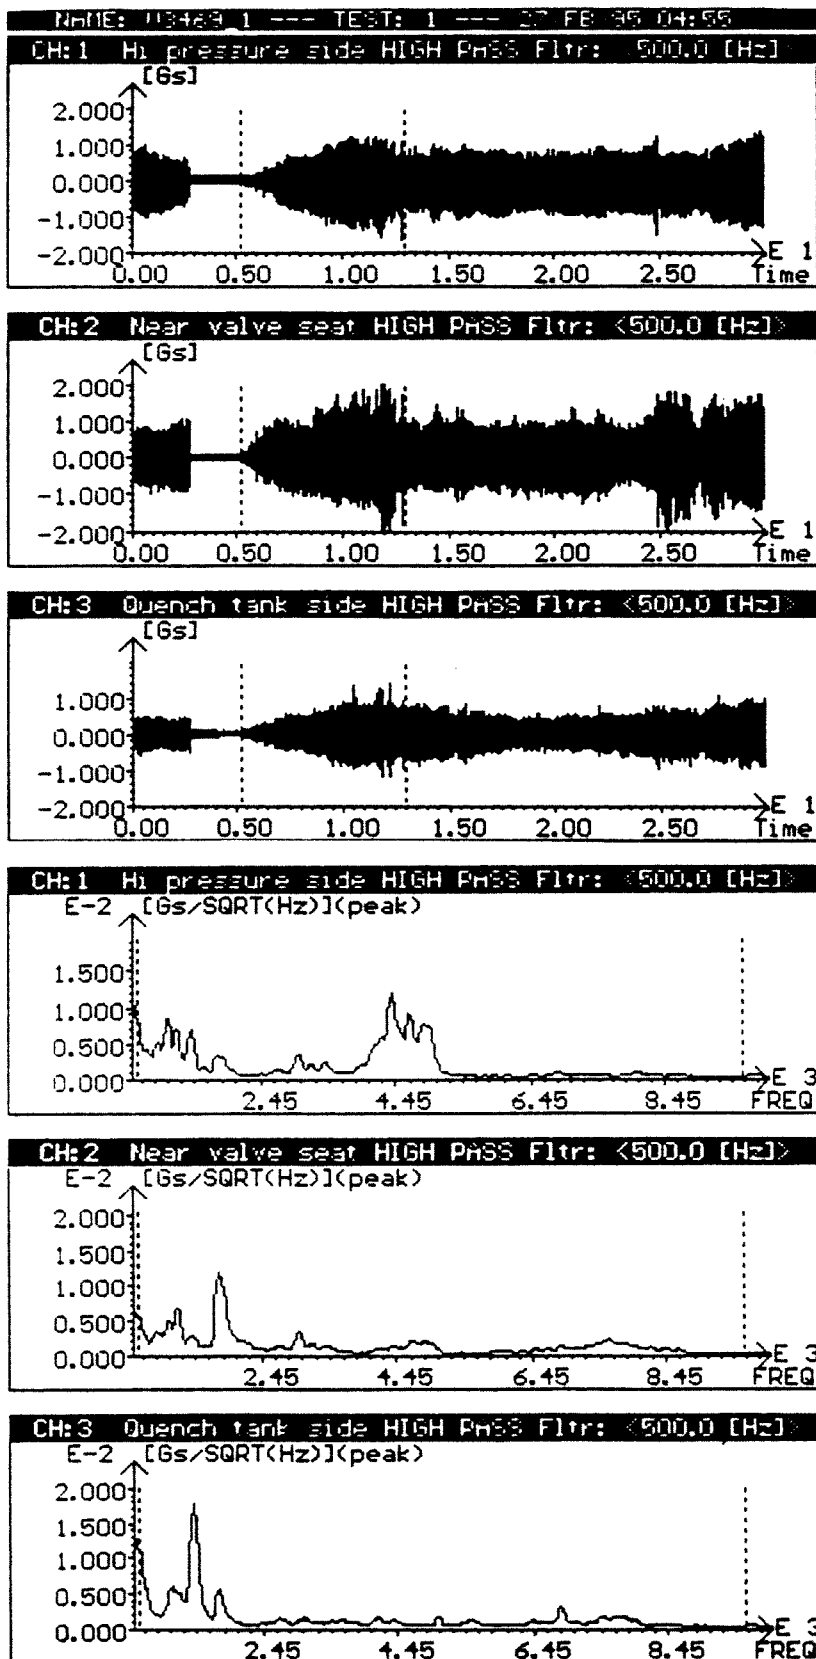 NAME: V3469_1 --- TEST: 1 --- 27 FB 95 04:55
CH:1 Hi pressure side HIGH PASS Fltr: <500.0 [Hz]>
[Gs]
2.000
1.000
0.000
-1.000
-2.000
0.00 0.50 1.00 1.50 2.00 2.50
E 1
Time
CH:2 Near valve seat HIGH PASS Fltr: <500.0 [Hz]>
[Gs]
2.000
1.000
0.000
-1.000
-2.000
0.00 0.50 1.00 1.50 2.00 2.50
E 1
Time
CH:3 Quench tank side HIGH PASS Fltr: <500.0 [Hz]>
[Gs]
1.000
0.000
-1.000
-2.000
0.00 0.50 1.00 1.50 2.00 2.50
E 1
Time
CH:1 Hi pressure side HIGH PASS Fltr: <500.0 [Hz]>
E-2 [Gs/SQRT(Hz)](peak)
1.500
1.000
0.500
0.000
2.45 4.45 6.45 8.45
E 3
FREQ
CH:2 Near valve seat HIGH PASS Fltr: <500.0 [Hz]>
E-2 [Gs/SQRT(Hz)](peak)
2.000
1.500
1.000
0.500
0.000
2.45 4.45 6.45 8.45
E 3
FREQ
CH:3 Quench tank side HIGH PASS Fltr: <500.0 [Hz]>
E-2 [Gs/SQRT(Hz)](peak)
2.000
1.500
1.000
0.500
0.000
2.45 4.45 6.45 8.45
E 3
FREQ